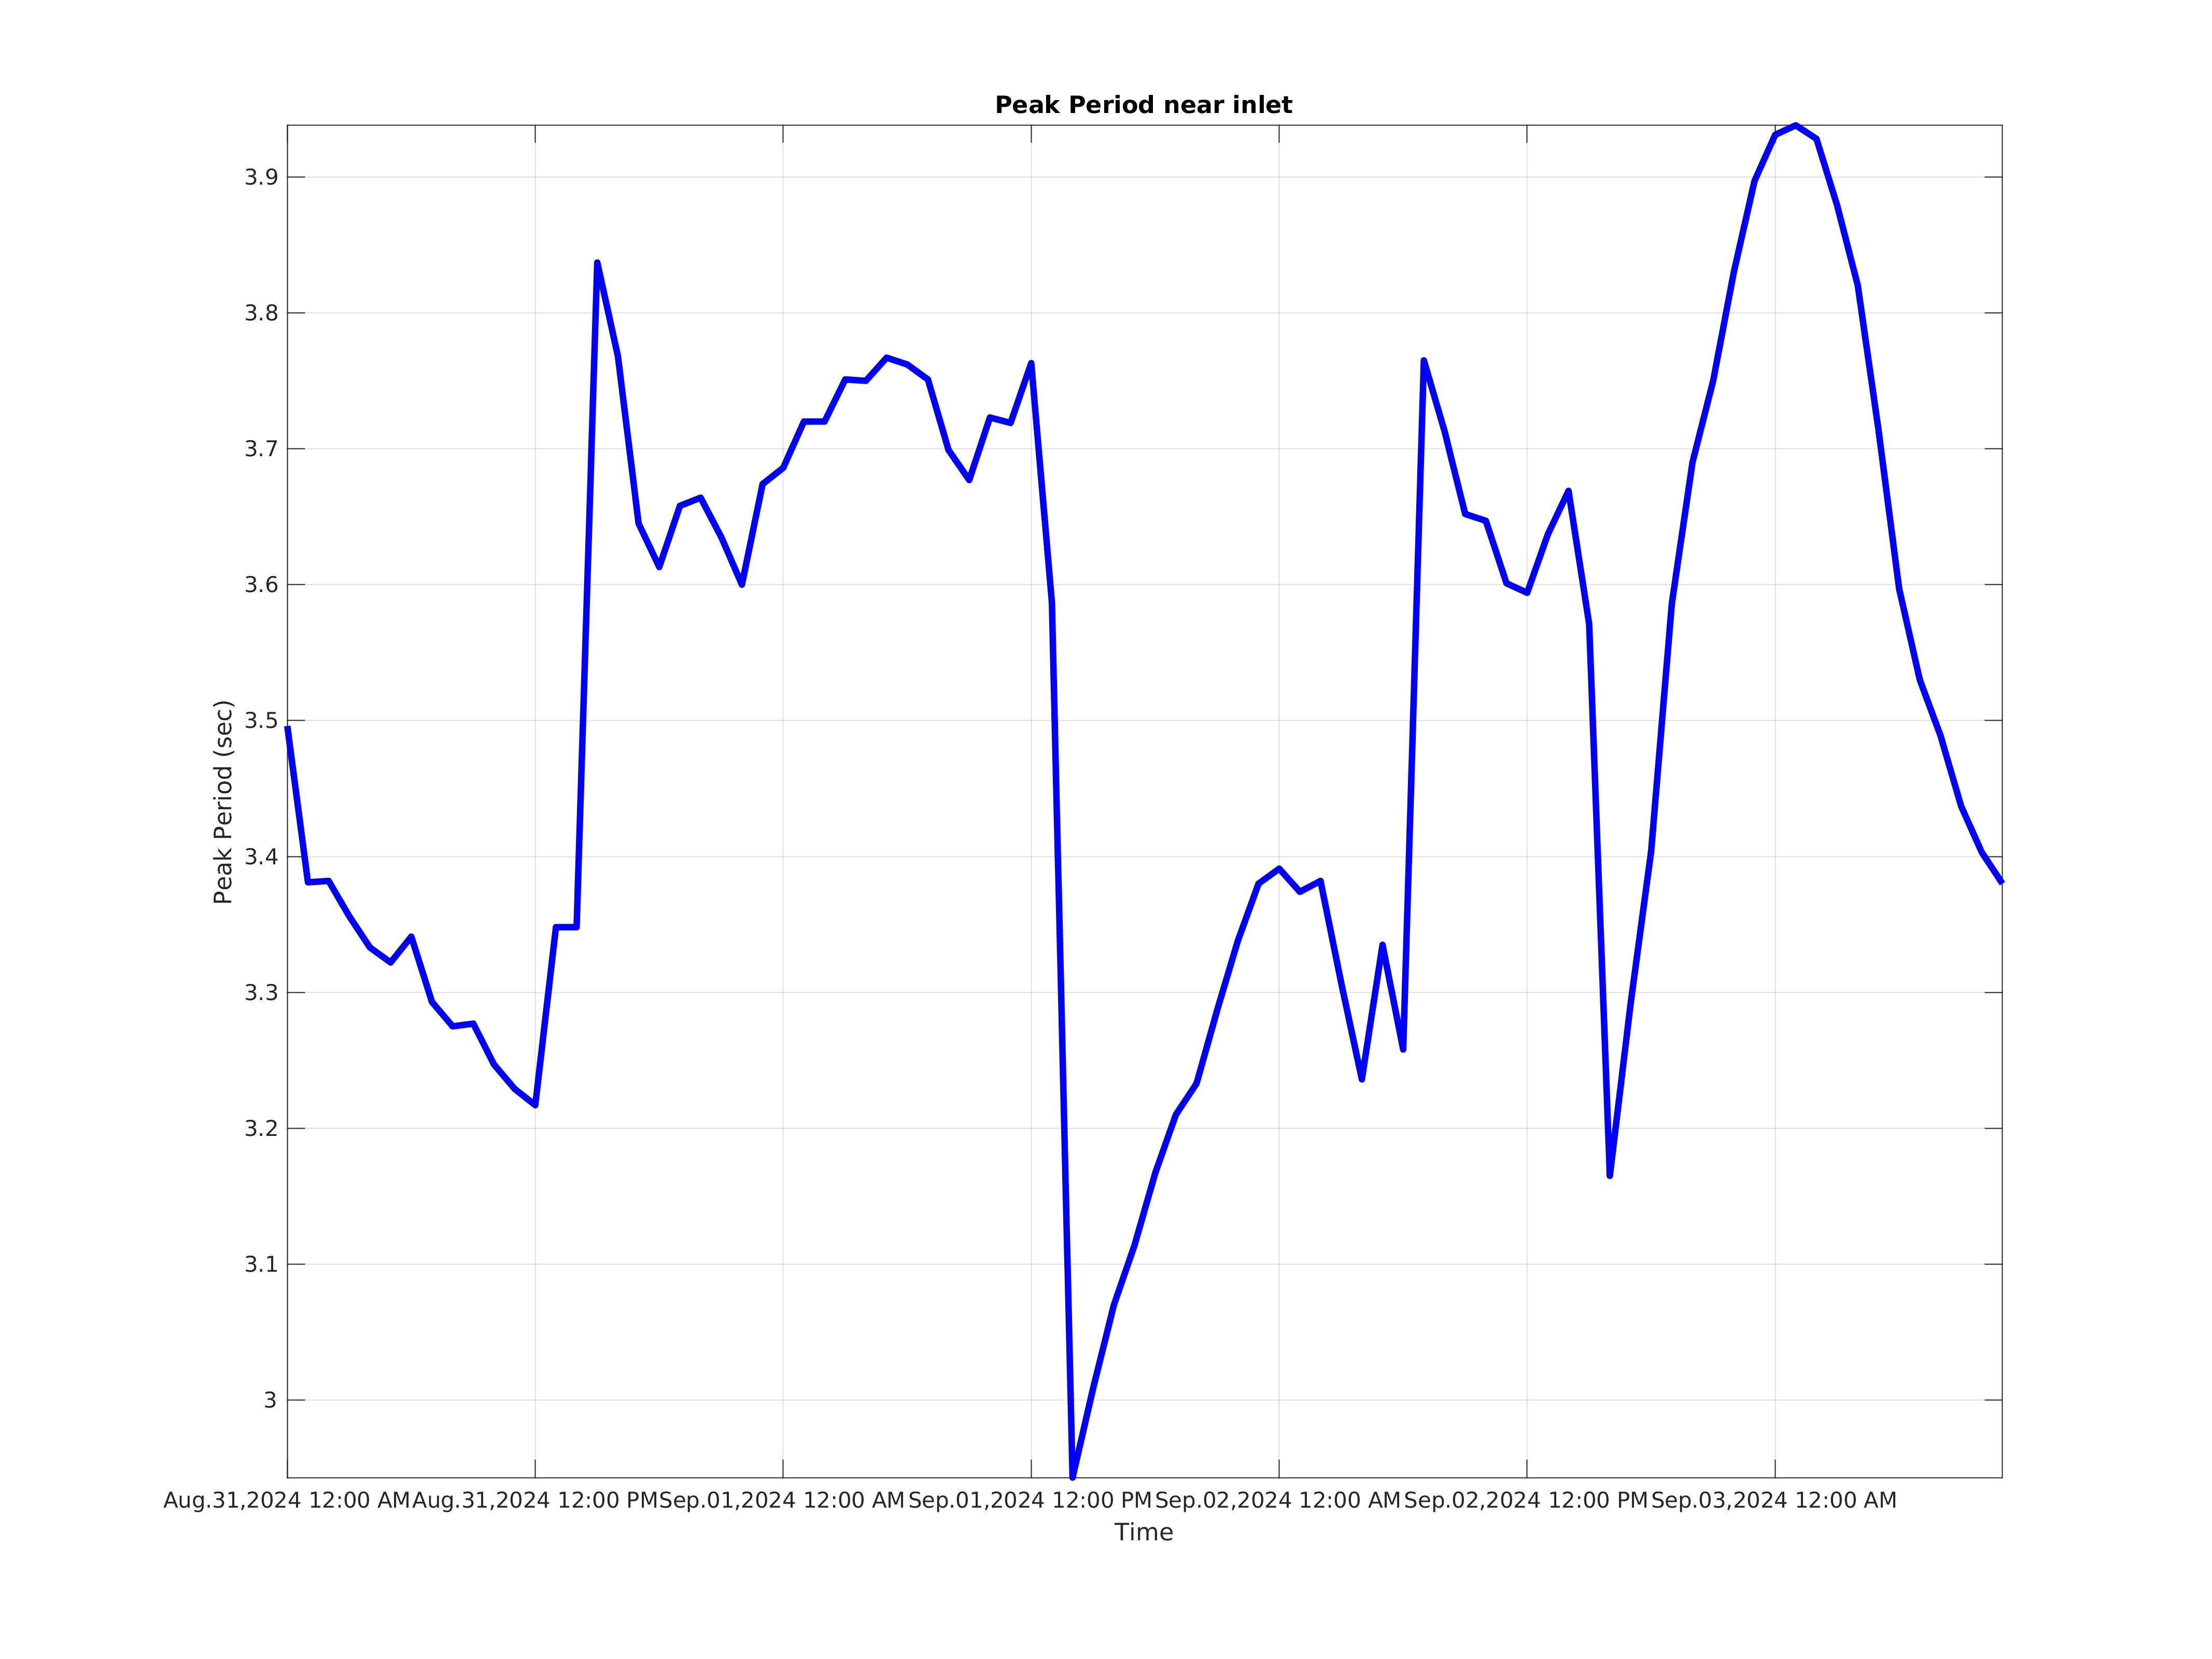 Peak Period near inlet
Peak Period (sec)
3.9
3.8
3.7
3.6
3.5
3.4
3.3
3.2
3.1
3
Aug.31,2024 12:00 AM Aug.31,2024 12:00 PM Sep.01,2024 12:00 AM Sep.01,2024 12:00 PM Sep.02,2024 12:00 AM Sep.02,2024 12:00 PM Sep.03,2024 12:00 AM
Time